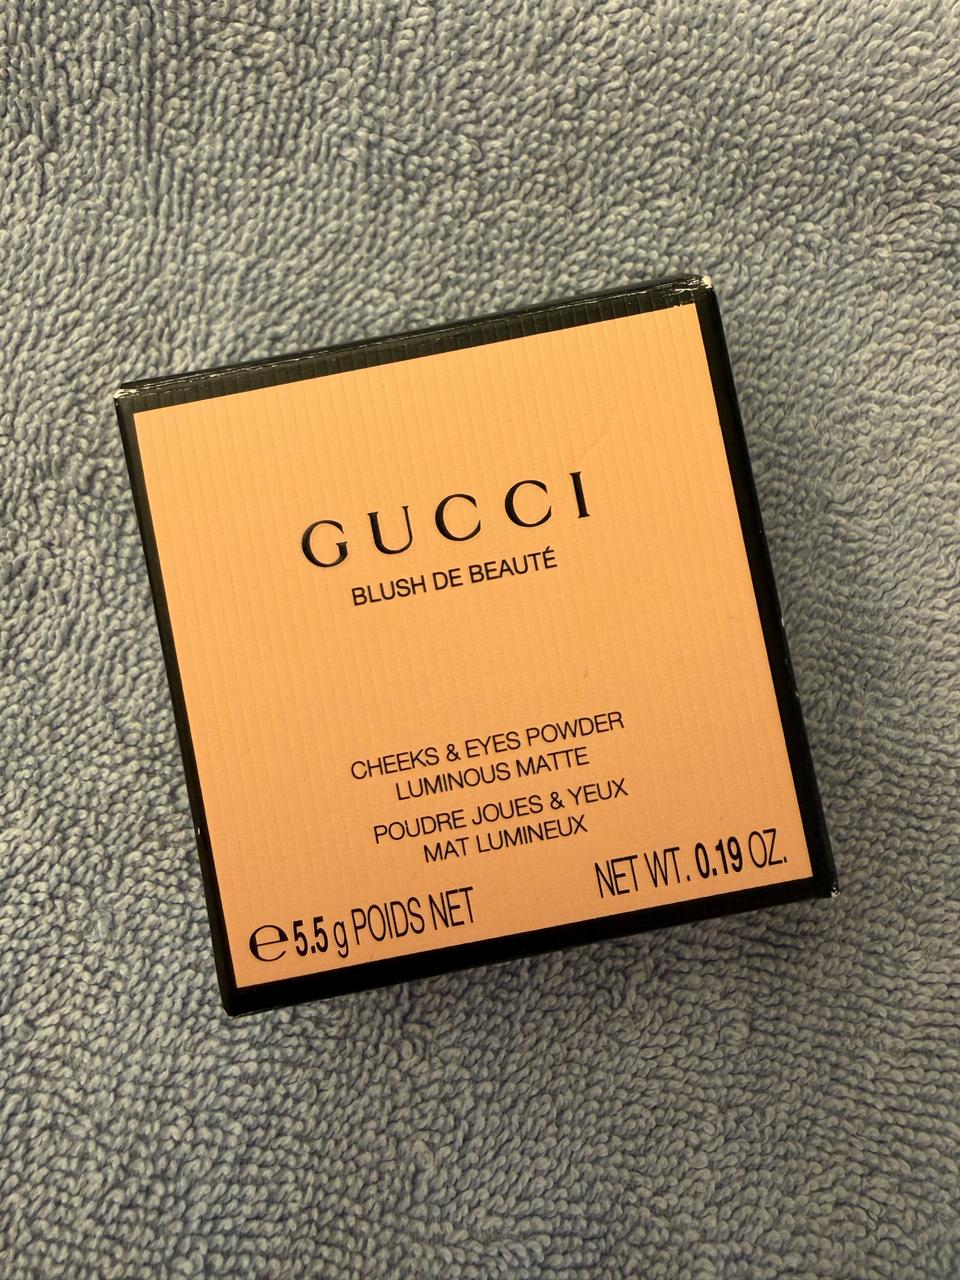 GUCCI
BLUSH DE BEAUTÉ
CHEEKS & EYES POWDER
LUMINOUS MATTE
POUDRE JOUES & YEUX
MAT LUMINEUX
℮ 5.5 g POIDS NET NET WT. 0.19 OZ.